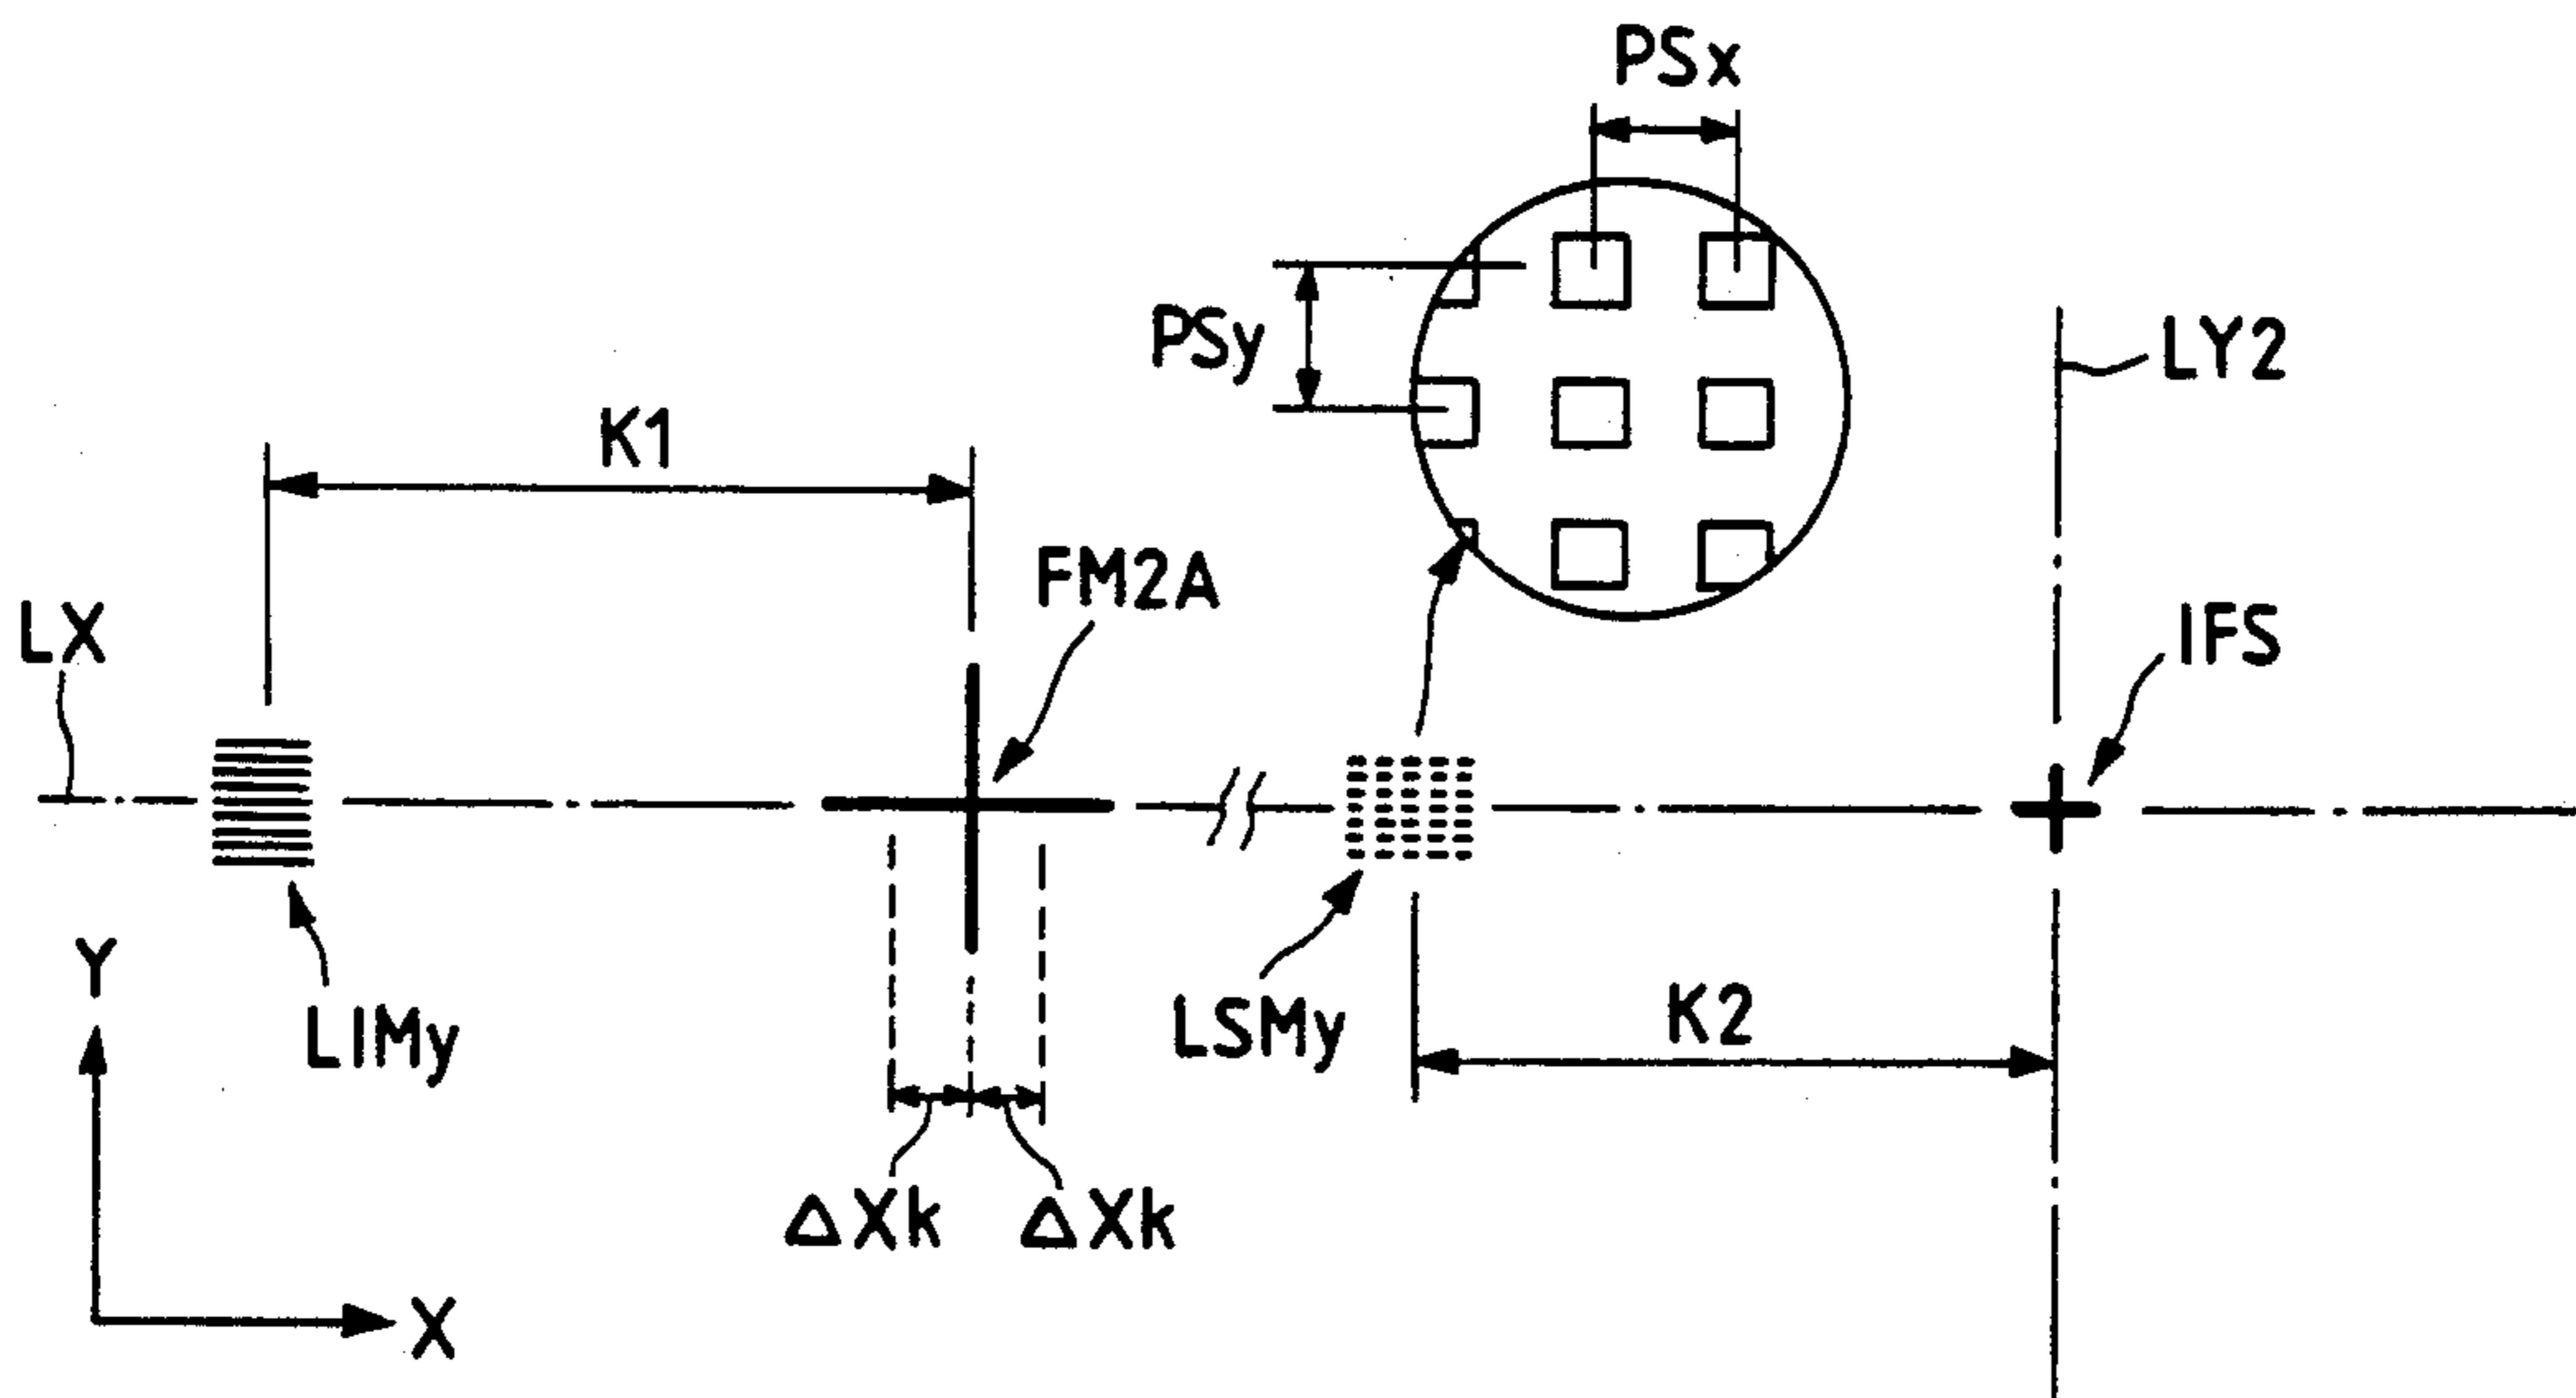 PSx
PSy
LY2
K1
FM2A
LX
IFS
Y
LIMy
LSMy
K2
ΔXk
ΔXk
X